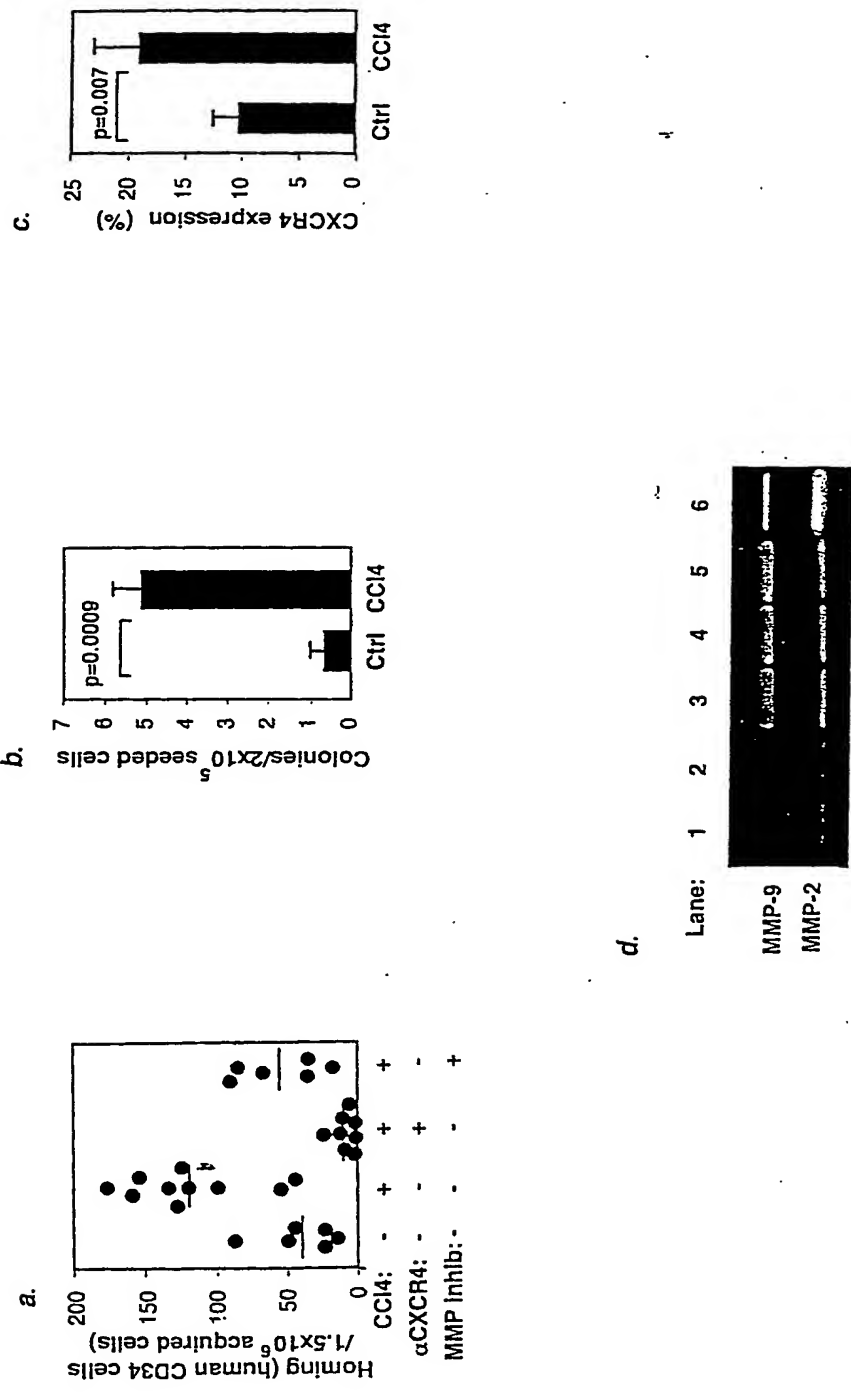 a.
Homing (human) CD34 cells
/1.5x10⁶ acquired cells)
200
150
100
50
0
CCl4: - + + +
αCXCR4: - - + -
MMP Inhib: - - - +
b.
Colonies/2x10⁵ seeded cells
7
6
5
4
3
2
1
0
p=0.0009
Ctrl CCl4
c.
CXCR4 expression (%)
25
20
15
10
5
0
p=0.007
Ctrl CCl4
d.
Lane: 1 2 3 4 5 6
MMP-9
MMP-2